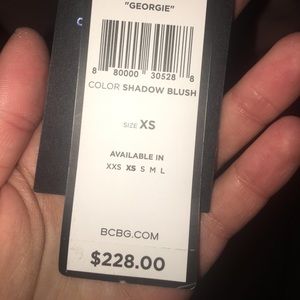 "GEORGIE"
8 80000 30528 8
COLOR SHADOW BLUSH
SIZE XS
AVAILABLE IN
XXS XS S M L
BCBG.COM
$228.00